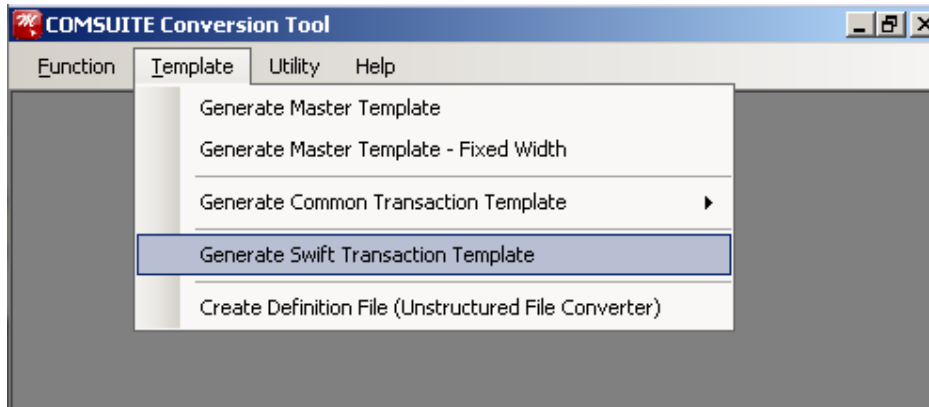 COMSUITE Conversion Tool
Function Template Utility Help
Generate Master Template
Generate Master Template - Fixed Width
Generate Common Transaction Template
Generate Swift Transaction Template
Create Definition File (Unstructured File Converter)